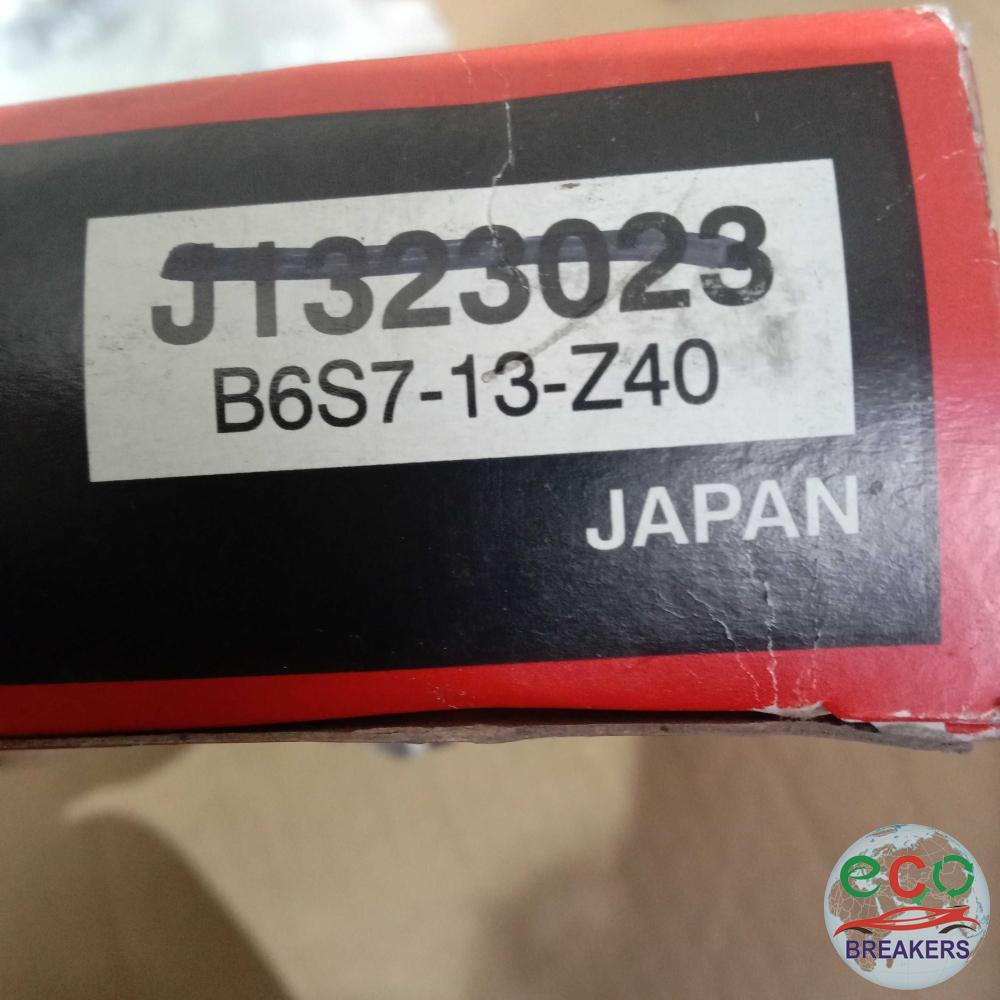 J1323023
B6S7-13-Z40
JAPAN
eco
BREAKERS